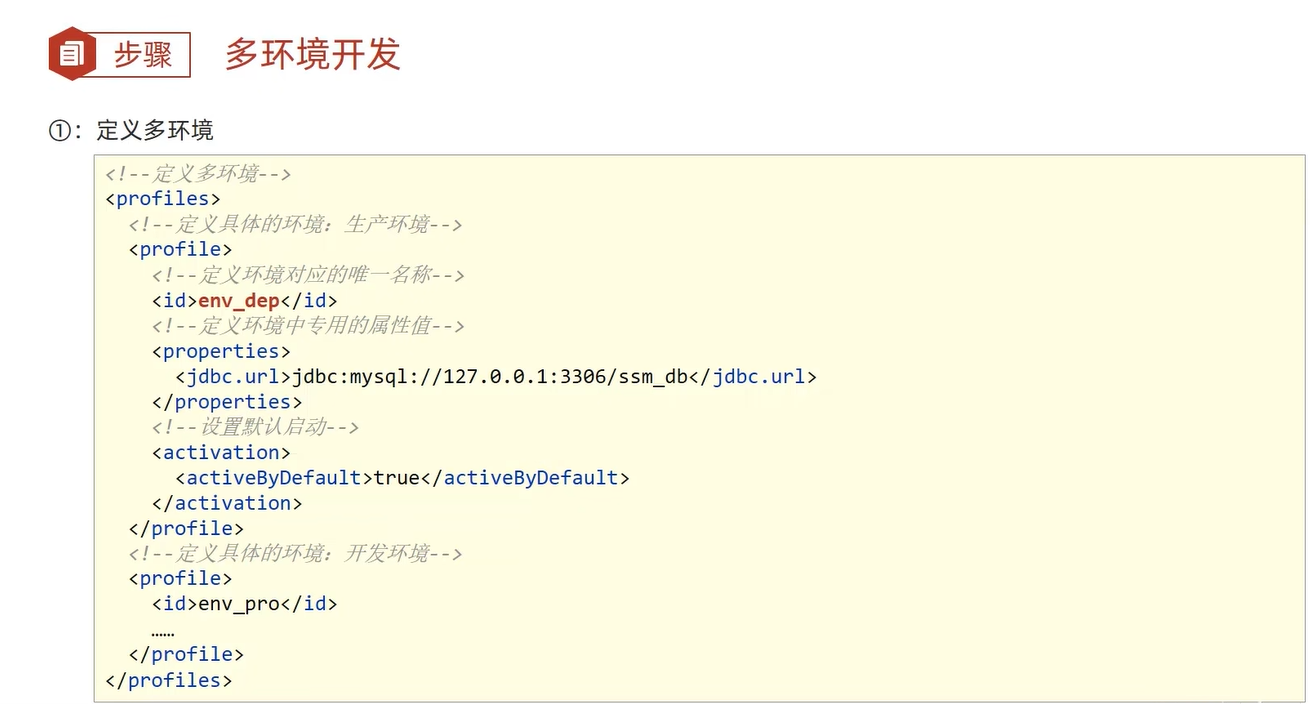 步骤 多环境开发
①：定义多环境
<!--定义多环境-->
<profiles>
  <!--定义具体的环境：生产环境-->
  <profile>
    <!--定义环境对应的唯一名称-->
    <id>env_dep</id>
    <!--定义环境中专用的属性值-->
    <properties>
      <jdbc.url>jdbc:mysql://127.0.0.1:3306/ssm_db</jdbc.url>
    </properties>
    <!--设置默认启动-->
    <activation>
      <activeByDefault>true</activeByDefault>
    </activation>
  </profile>
  <!--定义具体的环境：开发环境-->
  <profile>
    <id>env_pro</id>
    ……
  </profile>
</profiles>